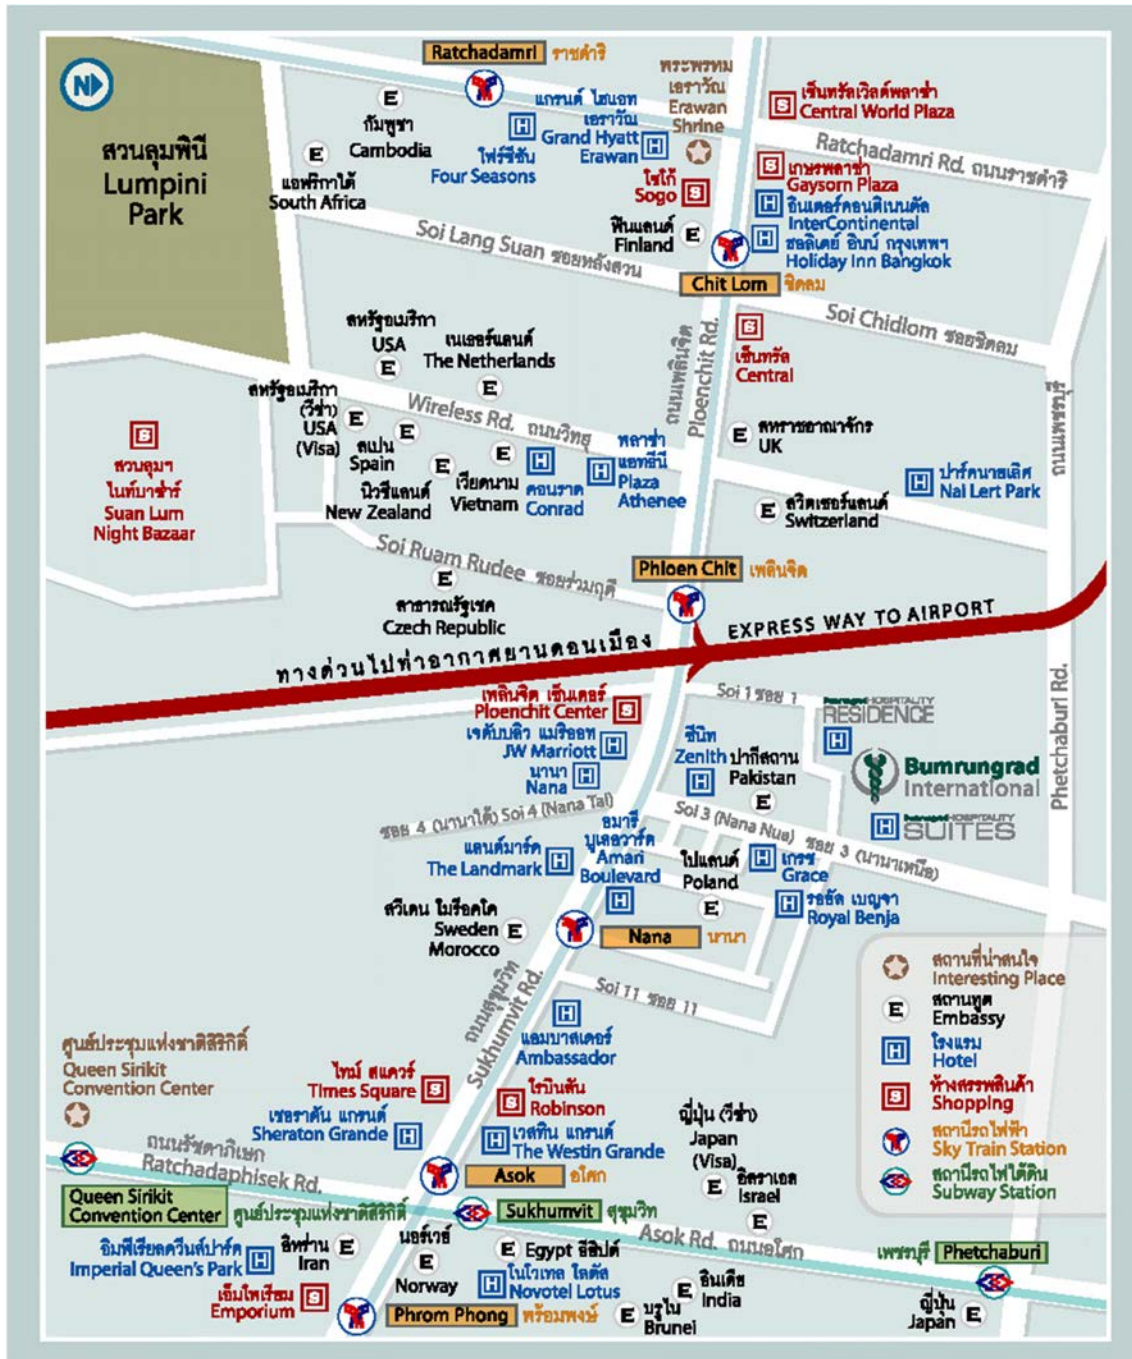 Ratchadamri ราชดำริ
N
พระพรหม
เอราวัณ
Erawan
Shrine
เซ็นทรัลเวิลด์พลาซ่า
Central World Plaza
แกรนด์ ไฮแอท
เอราวัณ
Grand Hyatt
Erawan
กัมพูชา
Cambodia
โฟร์ซีซัน
Four Seasons
Ratchadamri Rd. ถนนราชดำริ
สวนลุมพินี
Lumpini
Park
แอฟริกาใต้
South Africa
โซโก้
Sogo
เกษรพลาซ่า
Gaysorn Plaza
อินเตอร์คอนติเนนตัล
InterContinental
ฟินแลนด์
Finland
ฮอลิเดย์ อินน์ กรุงเทพฯ
Holiday Inn Bangkok
Soi Lang Suan ซอยหลังสวน
Chit Lom ชิดลม
Soi Chidlom ซอยชิดลม
สหรัฐอเมริกา
USA
เนเธอร์แลนด์
The Netherlands
ถนนเพลินจิต
Ploenchit Rd.
เซ็นทรัล
Central
ถนนเพชรบุรี
สหรัฐอเมริกา
(วีซ่า)
USA
(Visa)
Wireless Rd. ถนนวิทยุ
สเปน
Spain
พลาซ่า
แอทธินี
Plaza
Athenee
สหราชอาณาจักร
UK
สวนลุมฯ
ไนท์บาซ่าร์
Suan Lum
Night Bazaar
นิวซีแลนด์
New Zealand
เวียดนาม
Vietnam
คอนราด
Conrad
ปาร์คนายเลิศ
Nai Lert Park
สวิตเซอร์แลนด์
Switzerland
Soi Ruam Rudee ซอยร่วมฤดี
Phloen Chit เพลินจิต
สาธารณรัฐเชค
Czech Republic
ทางด่วนไปท่าอากาศยานดอนเมือง
EXPRESS WAY TO AIRPORT
Phetchaburi Rd.
เพลินจิต เซ็นเตอร์
Ploenchit Center
Soi 1 ซอย 1
Bumrungrad HOSPITALITY
RESIDENCE
เจดับบลิว แมริออท
JW Marriott
นานา
Nana
ซีนิท
Zenith
ปากีสถาน
Pakistan
Bumrungrad
International
Bumrungrad HOSPITALITY
SUITES
ซอย 4 (นานาใต้) Soi 4 (Nana Tai)
Soi 3 (Nana Nua) ซอย 3 (นานาเหนือ)
แลนด์มาร์ค
The Landmark
อมารี
บูเลอวาร์ด
Amari
Boulevard
โปแลนด์
Poland
เกรซ
Grace
รอยัล เบญจา
Royal Benja
สวีเดน โมร็อคโค
Sweden
Morocco
Nana นานา
ถนนสุขุมวิท
Sukhumvit Rd.
Soi 11 ซอย 11
สถานที่น่าสนใจ
Interesting Place
สถานทูต
Embassy
โรงแรม
Hotel
ห้างสรรพสินค้า
Shopping
สถานีรถไฟฟ้า
Sky Train Station
สถานีรถไฟใต้ดิน
Subway Station
แอมบาสเดอร์
Ambassador
ศูนย์ประชุมแห่งชาติสิริกิติ์
Queen Sirikit
Convention Center
ไทม์ สแควร์
Times Square
โรบินสัน
Robinson
เชอราตัน แกรนด์
Sheraton Grande
เวสทิน แกรนด์
The Westin Grande
ญี่ปุ่น (วีซ่า)
Japan
(Visa)
อิสราเอล
Israel
ถนนรัชดาภิเษก
Ratchadaphisek Rd.
Asok อโศก
Queen Sirikit
Convention Center ศูนย์ประชุมแห่งชาติสิริกิติ์
Sukhumvit สุขุมวิท
Asok Rd. ถนนอโศก
เพชรบุรี Phetchaburi
อิมพีเรียลควีนส์ปาร์ค
Imperial Queen's Park
อิหร่าน
Iran
นอร์เวย์
Norway
Egypt อียิปต์
โนโวเทล โลตัส
Novotel Lotus
อินเดีย
India
เอ็มโพเรียม
Emporium
Phrom Phong พร้อมพงษ์
บรูไน
Brunei
ญี่ปุ่น
Japan